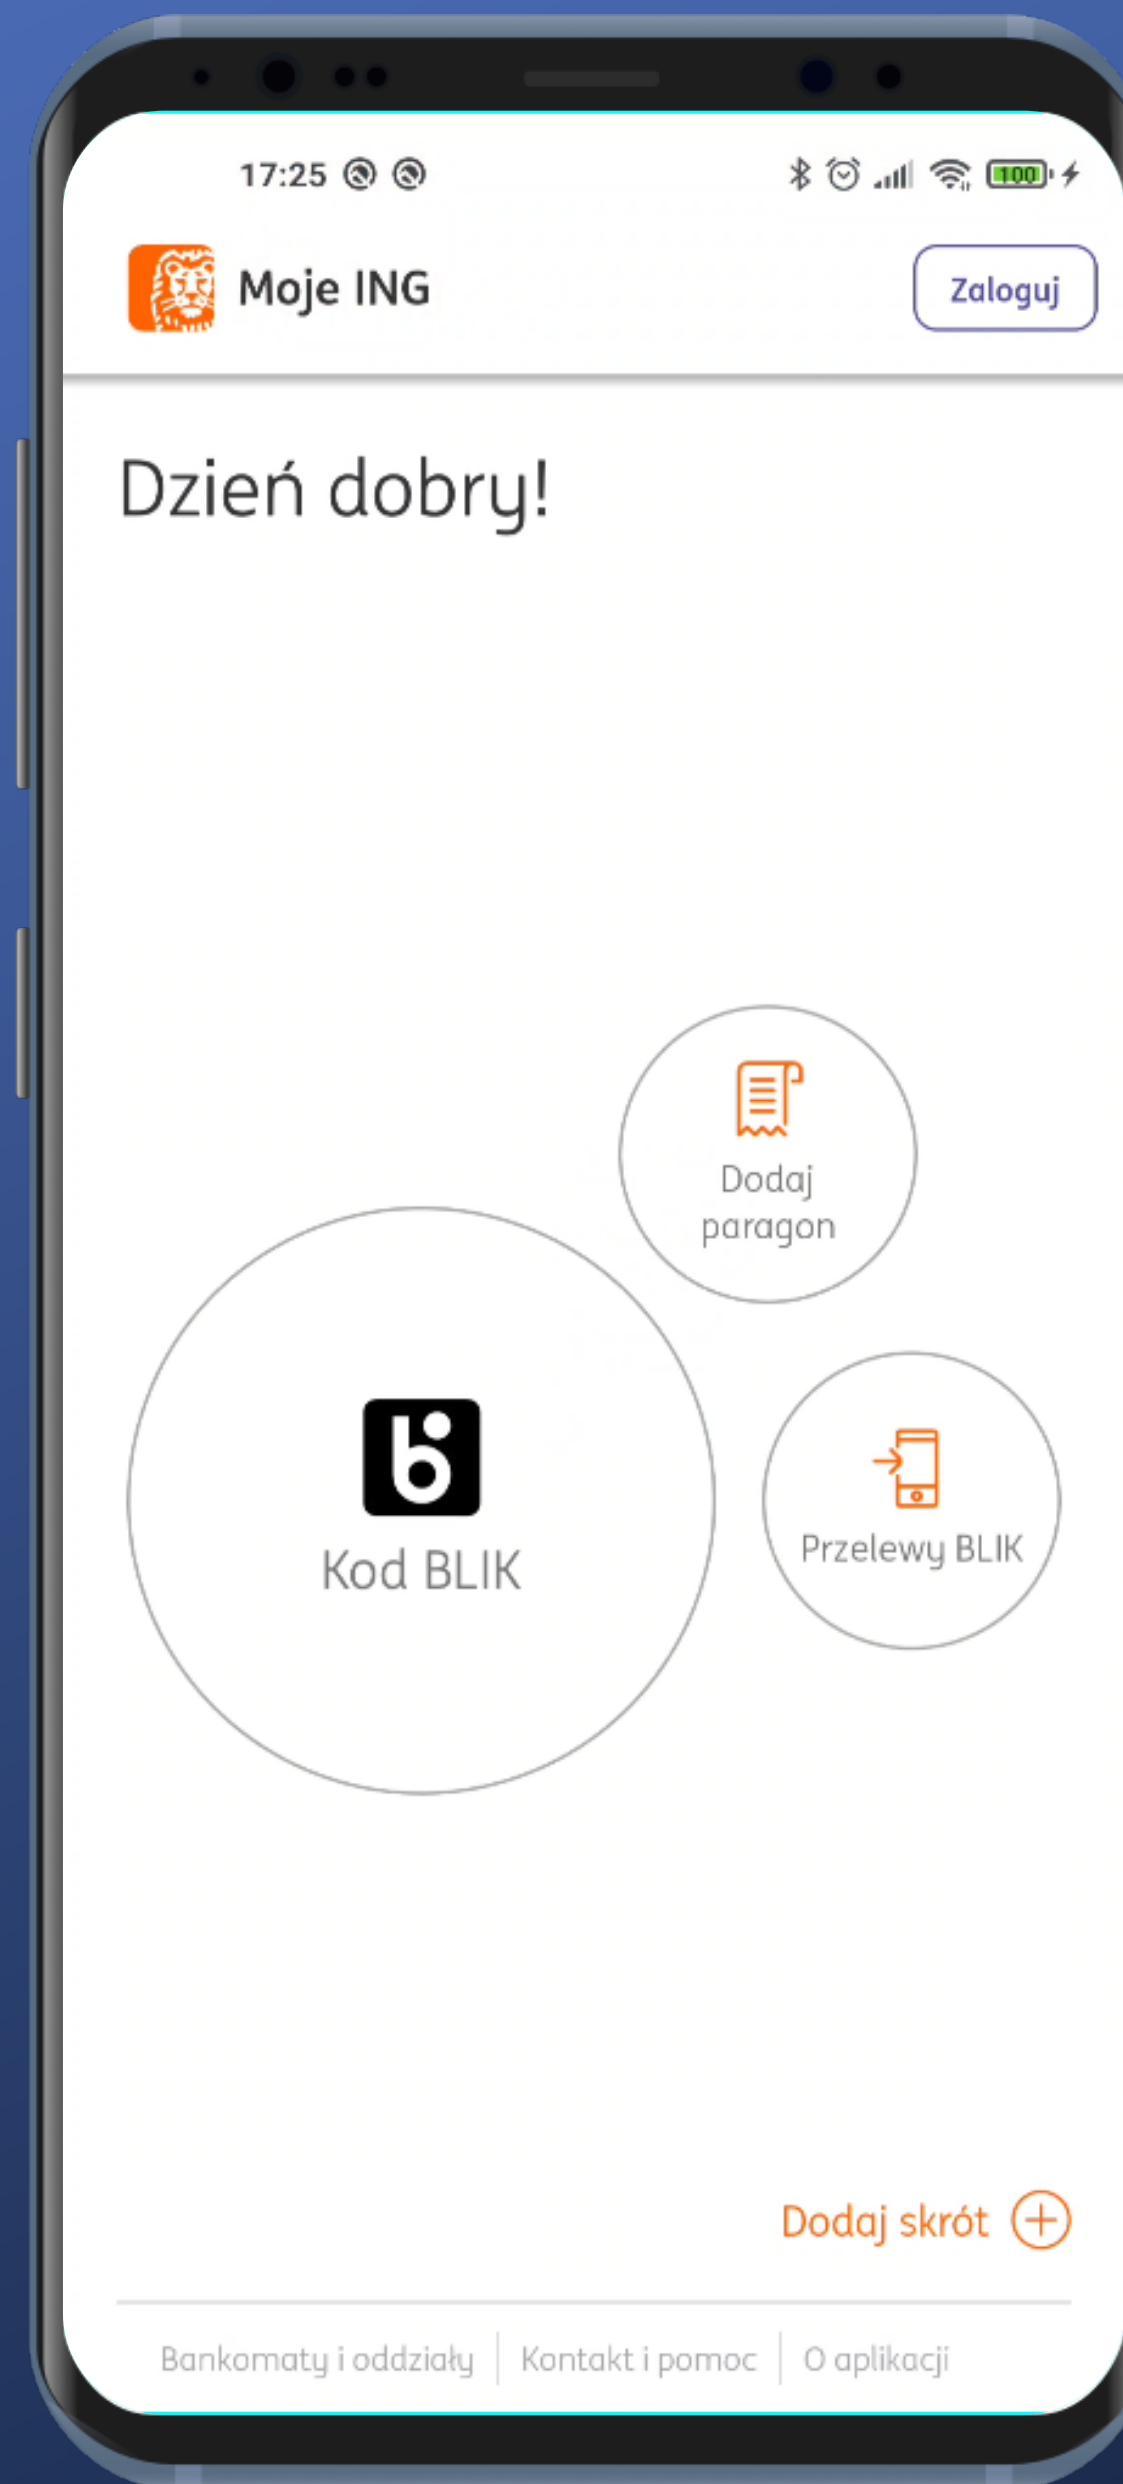 17:25
100
Moje ING
Zaloguj
Dzień dobry!
Dodaj
paragon
Kod BLIK
Przelewy BLIK
Dodaj skrót
Bankomaty i oddziały
Kontakt i pomoc
O aplikacji